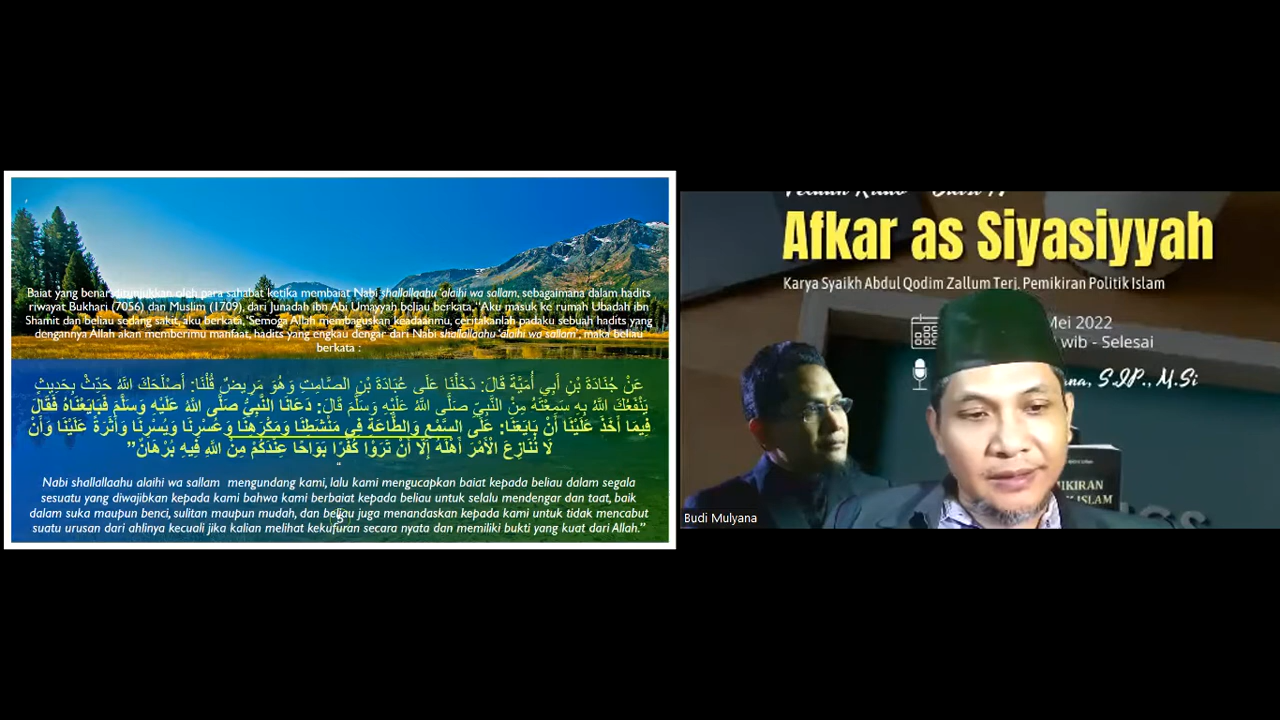 Baiat yang benar ditunjukkan oleh para sahabat ketika membaiat Nabi shallallaahu 'alaihi wa sallam, sebagaimana dalam hadits
riwayat Bukhari (7056) dan Muslim (1709), dari Junadah ibn Abi Umayyah beliau berkata, "Aku masuk ke rumah Ubadah ibn
Shamit dan beliau sedang sakit, aku berkata, 'Semoga Allah membaguskan keadaanmu, ceritakanlah padaku sebuah hadits yang
dengannya Allah akan memberimu manfaat, hadits yang engkau dengar dari Nabi shallallaahu 'alaihi wa sallam', maka beliau
berkata :
عَنْ جُنَادَةَ بْنِ أَبِي أُمَيَّةَ قَالَ: دَخَلْنَا عَلَى عُبَادَةَ بْنِ الصَّامِتِ وَهُوَ مَرِيضٌ قُلْنَا: أَصْلَحَكَ اللَّهُ حَدِّثْ بِحَدِيثٍ
يَنْفَعُكَ اللَّهُ بِهِ سَمِعْتَهُ مِنْ النَّبِيِّ صَلَّى اللَّهُ عَلَيْهِ وَسَلَّمَ قَالَ: دَعَانَا النَّبِيُّ صَلَّى اللهُ عَلَيْهِ وَسَلَّمَ فَبَايَعْنَاهُ فَقَالَ
فِيمَا أَخَذَ عَلَيْنَا أَنْ بَايَعَنَا: عَلَى السَّمْعِ وَالطَّاعَةِ فِي مَنْشَطِنَا وَمَكْرَهِنَا وَعُسْرِنَا وَيُسْرِنَا وَأَثَرَةً عَلَيْنَا وَأَنْ
لَا نُنَازِعَ الْأَمْرَ أَهْلَهُ إِلَّا أَنْ تَرَوْا كُفْرًا بَوَاحًا عِنْدَكُمْ مِنْ اللَّهِ فِيهِ بُرْهَانٌ”
Nabi shallallaahu alaihi wa sallam mengundang kami, lalu kami mengucapkan baiat kepada beliau dalam segala
sesuatu yang diwajibkan kepada kami bahwa kami berbaiat kepada beliau untuk selalu mendengar dan taat, baik
dalam suka maupun benci, sulitan maupun mudah, dan beliau juga menandaskan kepada kami untuk tidak mencabut
suatu urusan dari ahlinya kecuali jika kalian melihat kekufuran secara nyata dan memiliki bukti yang kuat dari Allah."
Afkar as Siyasiyyah
Karya Syaikh Abdul Qodim Zallum Terj. Pemikiran Politik Islam
Mei 2022
wib - Selesai
S.IP., M.Si
Budi Mulyana